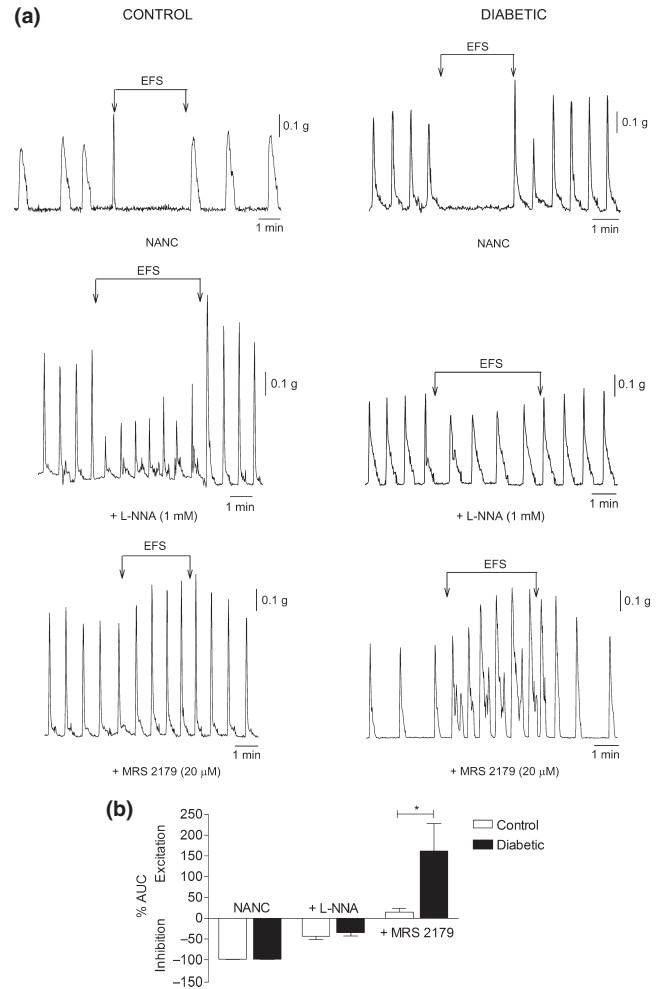 (a)
CONTROL
DIABETIC
EFS
EFS
0.1 g
0.1 g
1 min
1 min
NANC
NANC
EFS
EFS
0.1 g
0.1 g
1 min
1 min
+ L-NNA (1 mM)
+ L-NNA (1 mM)
EFS
EFS
0.1 g
0.1 g
1 min
1 min
+ MRS 2179 (20 μM)
+ MRS 2179 (20 μM)
(b)
% AUC
Inhibition Excitation
250
200
150
100
50
0
−50
−100
−150
NANC
+ L-NNA
+ MRS 2179
*
Control
Diabetic